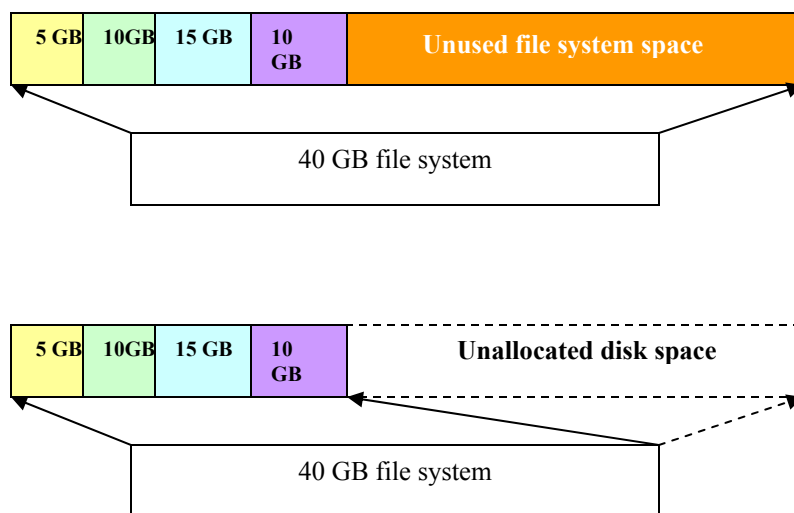 5 GB 10GB 15 GB 10 GB Unused file system space
40 GB file system
5 GB 10GB 15 GB 10 GB Unallocated disk space
40 GB file system